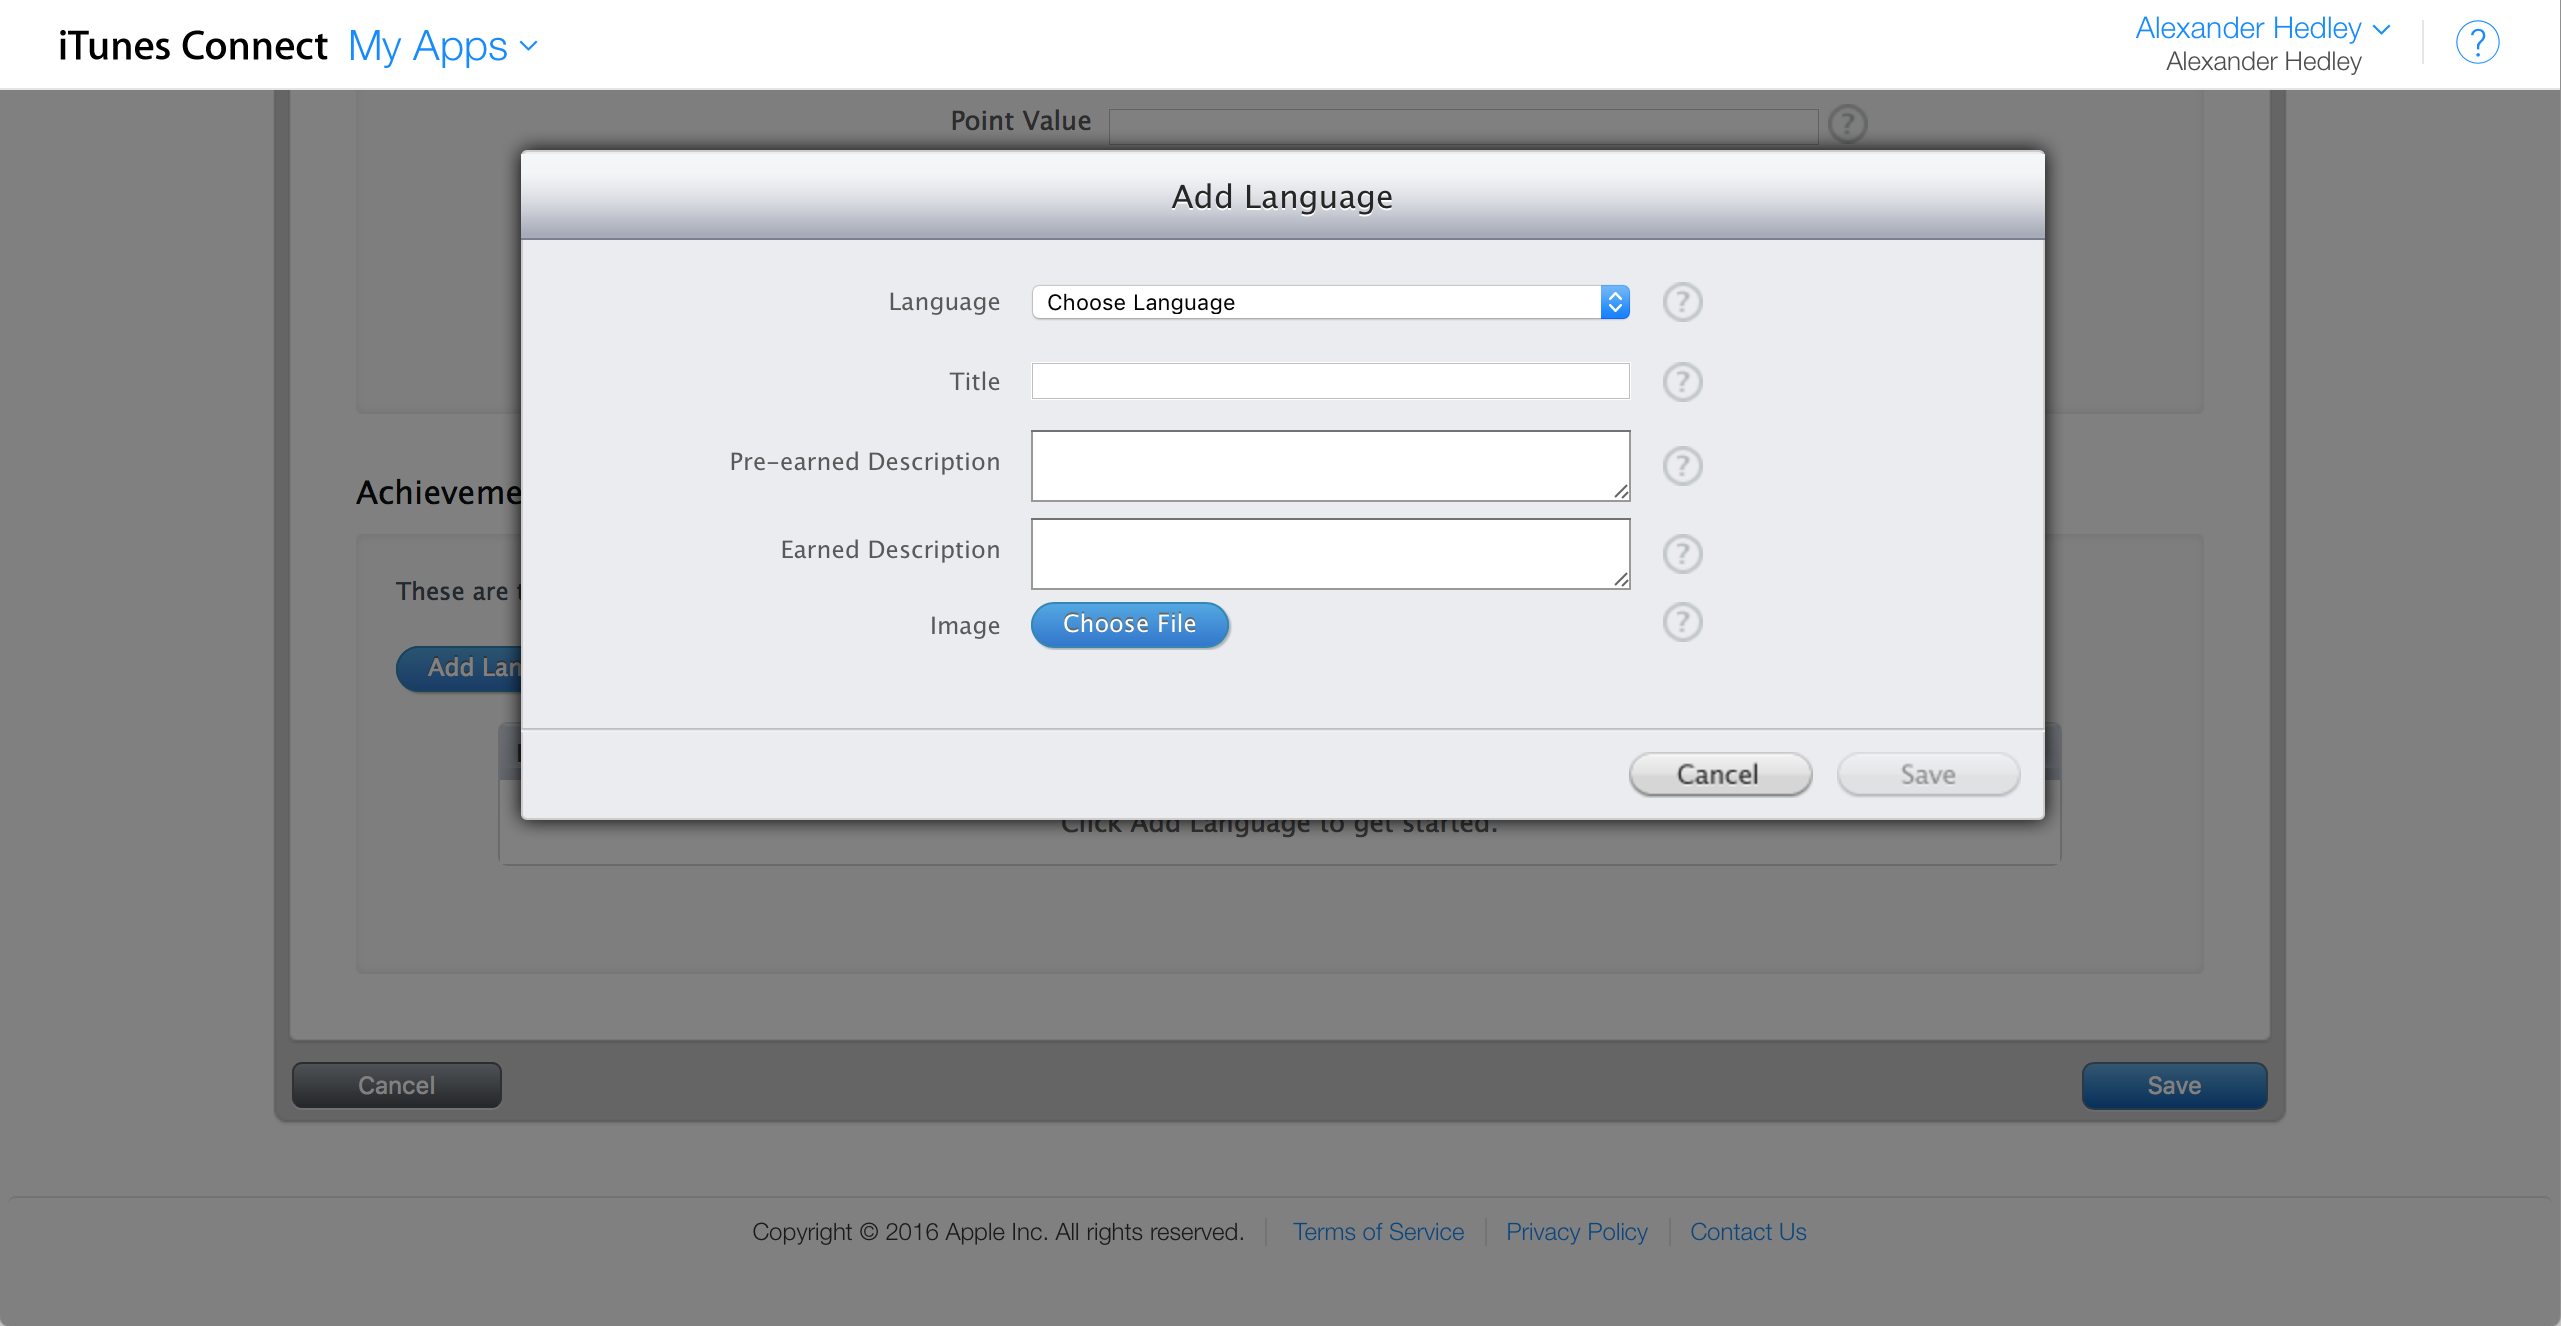 iTunes Connect My Apps
Alexander Hedley
Alexander Hedley
?
Point Value ?
Add Language
Language Choose Language ?
Title ?
Pre-earned Description ?
Achieveme
Earned Description ?
These are
Image Choose File ?
Add Lan
Cancel Save
Click Add Language to get started.
Cancel Save
Copyright © 2016 Apple Inc. All rights reserved. Terms of Service Privacy Policy Contact Us